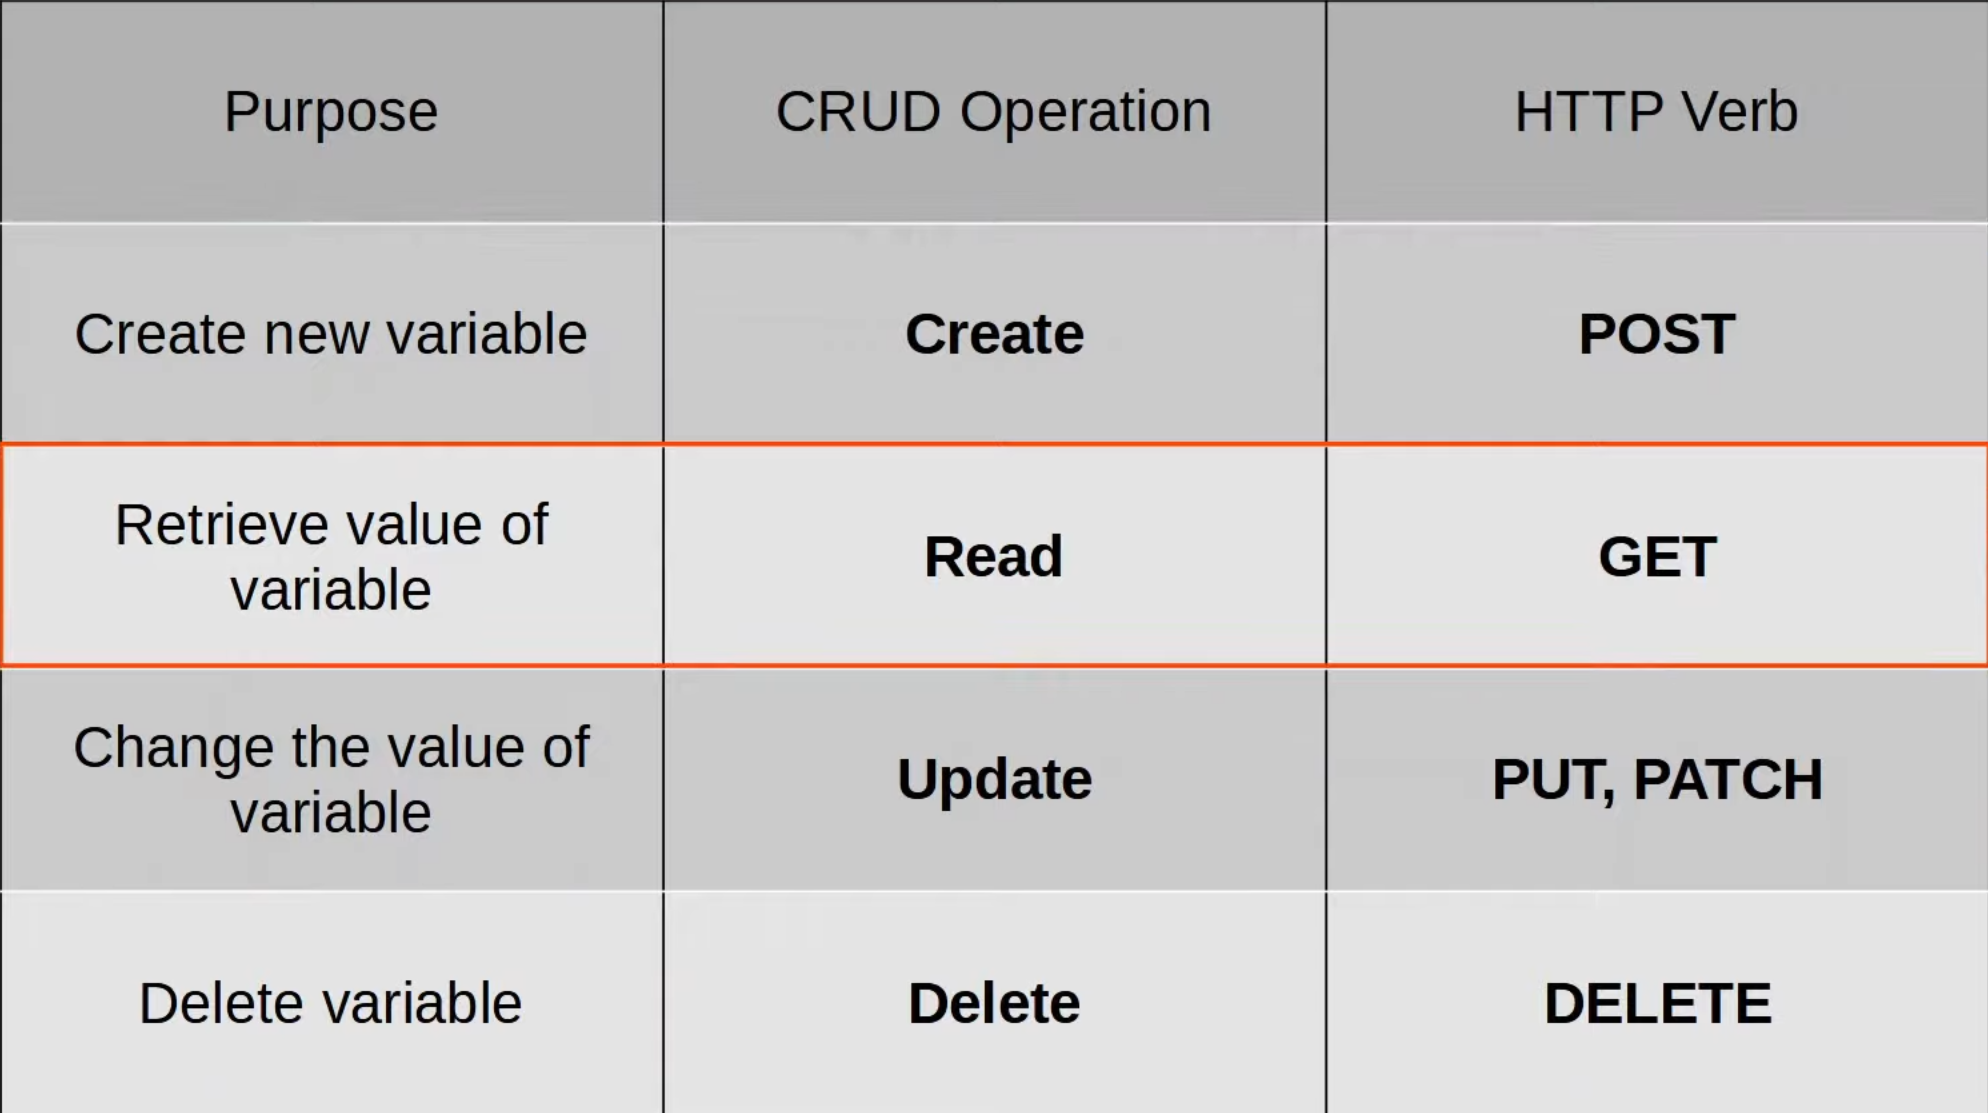 Purpose CRUD Operation HTTP Verb
Create new variable Create POST
Retrieve value of
variable
Read GET
Change the value of
variable
Update PUT, PATCH
Delete variable Delete DELETE